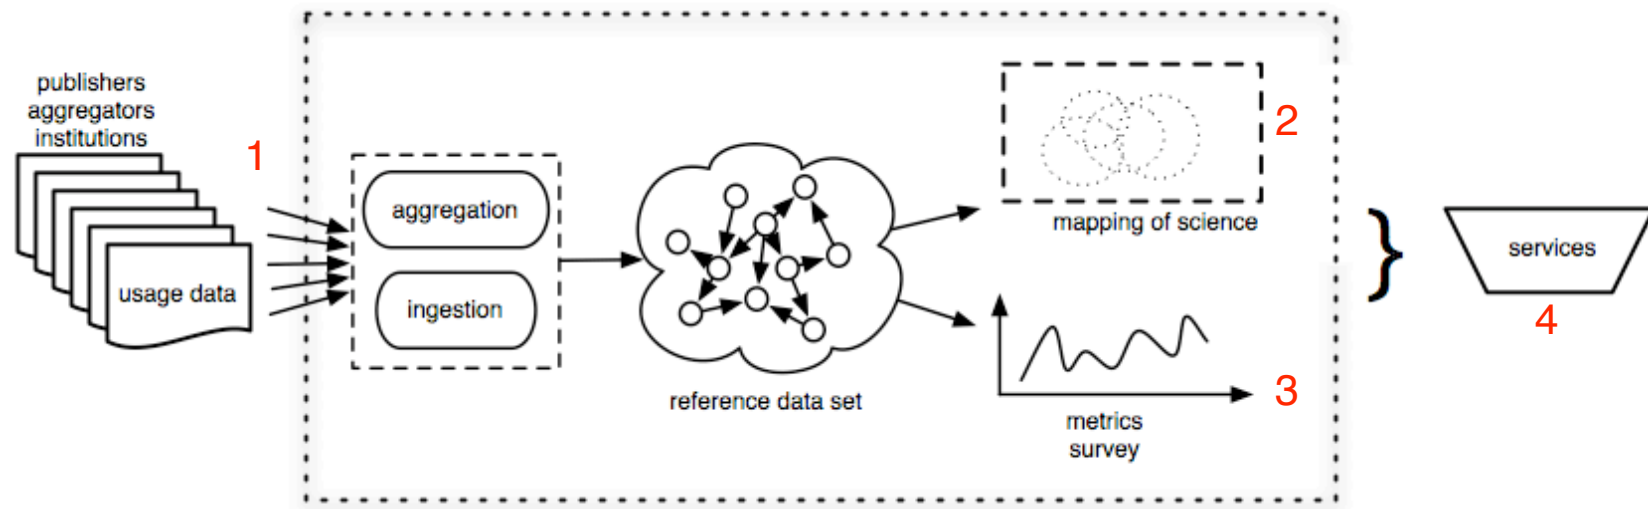 publishers
aggregators
institutions
1
usage data
aggregation
ingestion
reference data set
2
mapping of science
3
metrics
survey
}
services
4